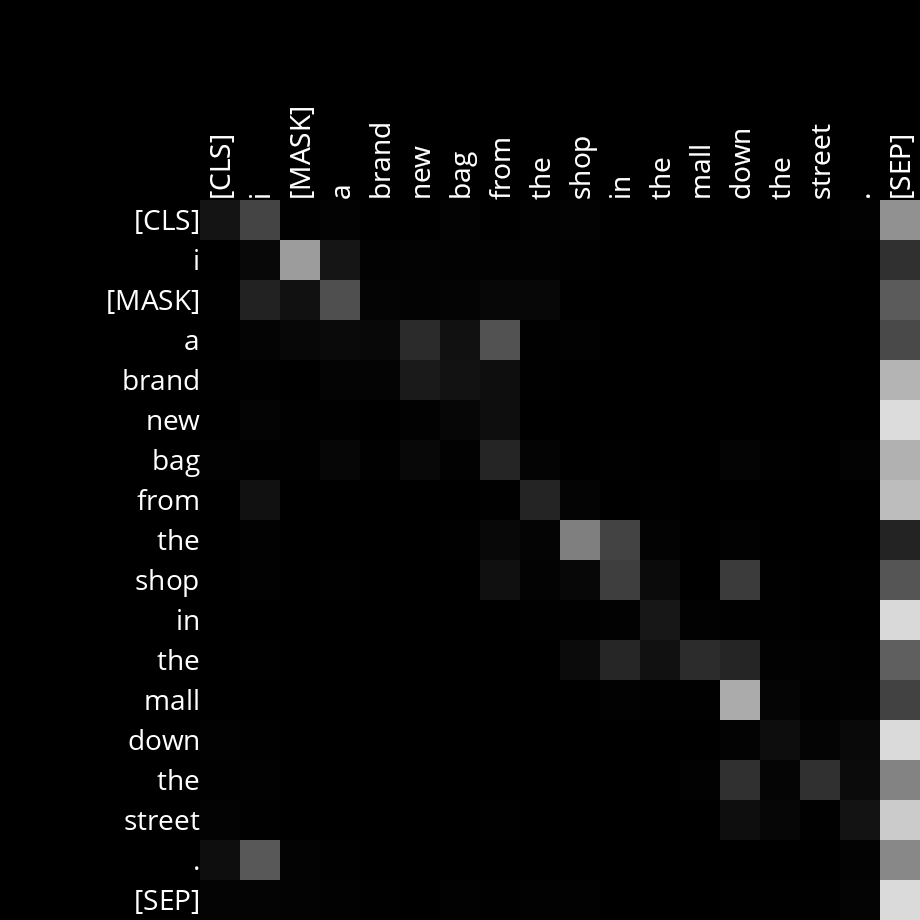 [CLS] i [MASK] a brand new bag from the shop in the mall down the street . [SEP]
[CLS]
i
[MASK]
a
brand
new
bag
from
the
shop
in
the
mall
down
the
street
.
[SEP]